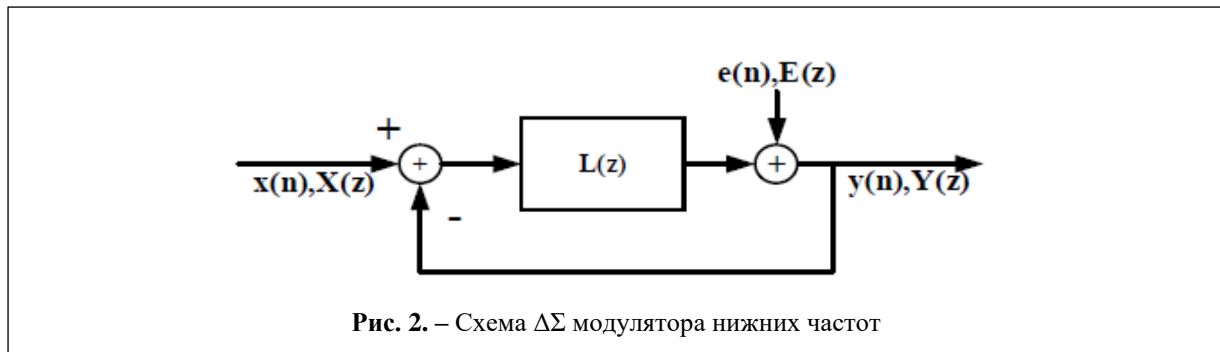 e(n),E(z)
+
+
L(z)
+
x(n),X(z)
-
y(n),Y(z)
Рис. 2. – Схема ΔΣ модулятора нижних частот